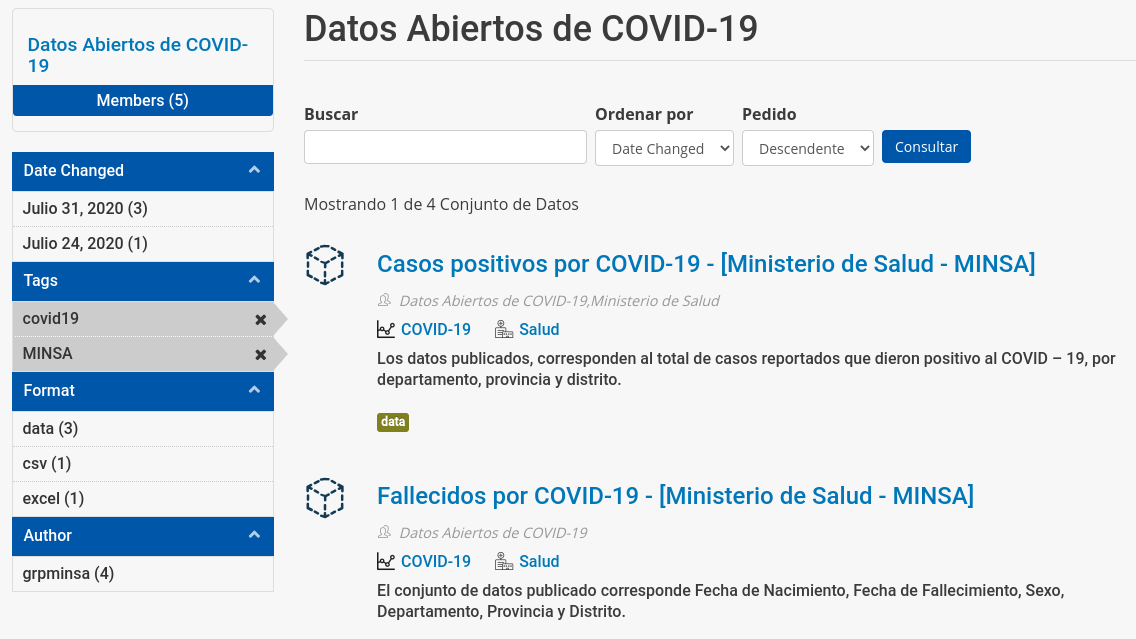 Datos Abiertos de COVID-
19
Members (5)
Date Changed
Julio 31, 2020 (3)
Julio 24, 2020 (1)
Tags
covid19
MINSA
Format
data (3)
csv (1)
excel (1)
Author
grpminsa (4)
Datos Abiertos de COVID-19
Buscar Ordenar por Pedido
Date Changed Descendente Consultar
Mostrando 1 de 4 Conjunto de Datos
Casos positivos por COVID-19 - [Ministerio de Salud - MINSA]
Datos Abiertos de COVID-19,Ministerio de Salud
COVID-19 Salud
Los datos publicados, corresponden al total de casos reportados que dieron positivo al COVID – 19, por
departamento, provincia y distrito.
data
Fallecidos por COVID-19 - [Ministerio de Salud - MINSA]
Datos Abiertos de COVID-19
COVID-19 Salud
El conjunto de datos publicado corresponde Fecha de Nacimiento, Fecha de Fallecimiento, Sexo,
Departamento, Provincia y Distrito.